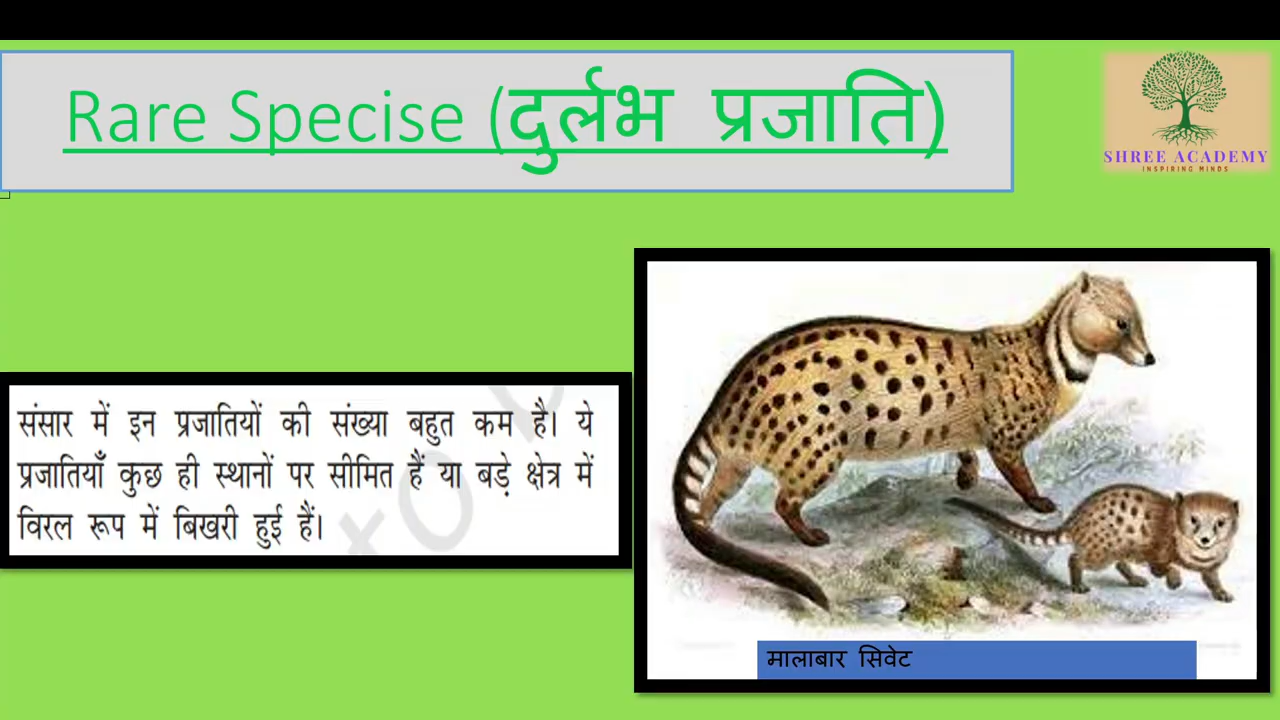 Rare Specise (दुर्लभ प्रजाति)
SHREE ACADEMY
INSPIRING MINDS
संसार में इन प्रजातियों की संख्या बहुत कम है। ये
प्रजातियाँ कुछ ही स्थानों पर सीमित हैं या बड़े क्षेत्र में
विरल रूप में बिखरी हुई हैं।
मालाबार सिवेट